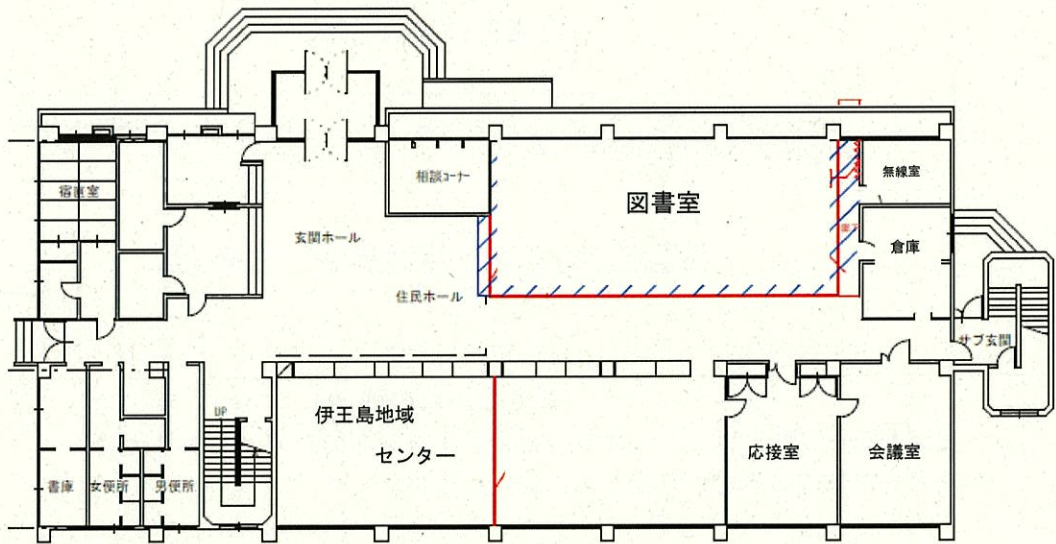 相談コーナー
無線室
宿直室
図書室
玄関ホール
倉庫
住民ホール
サブ玄関
UP
伊王島地域
センター
応接室
会議室
書庫
女便所
男便所